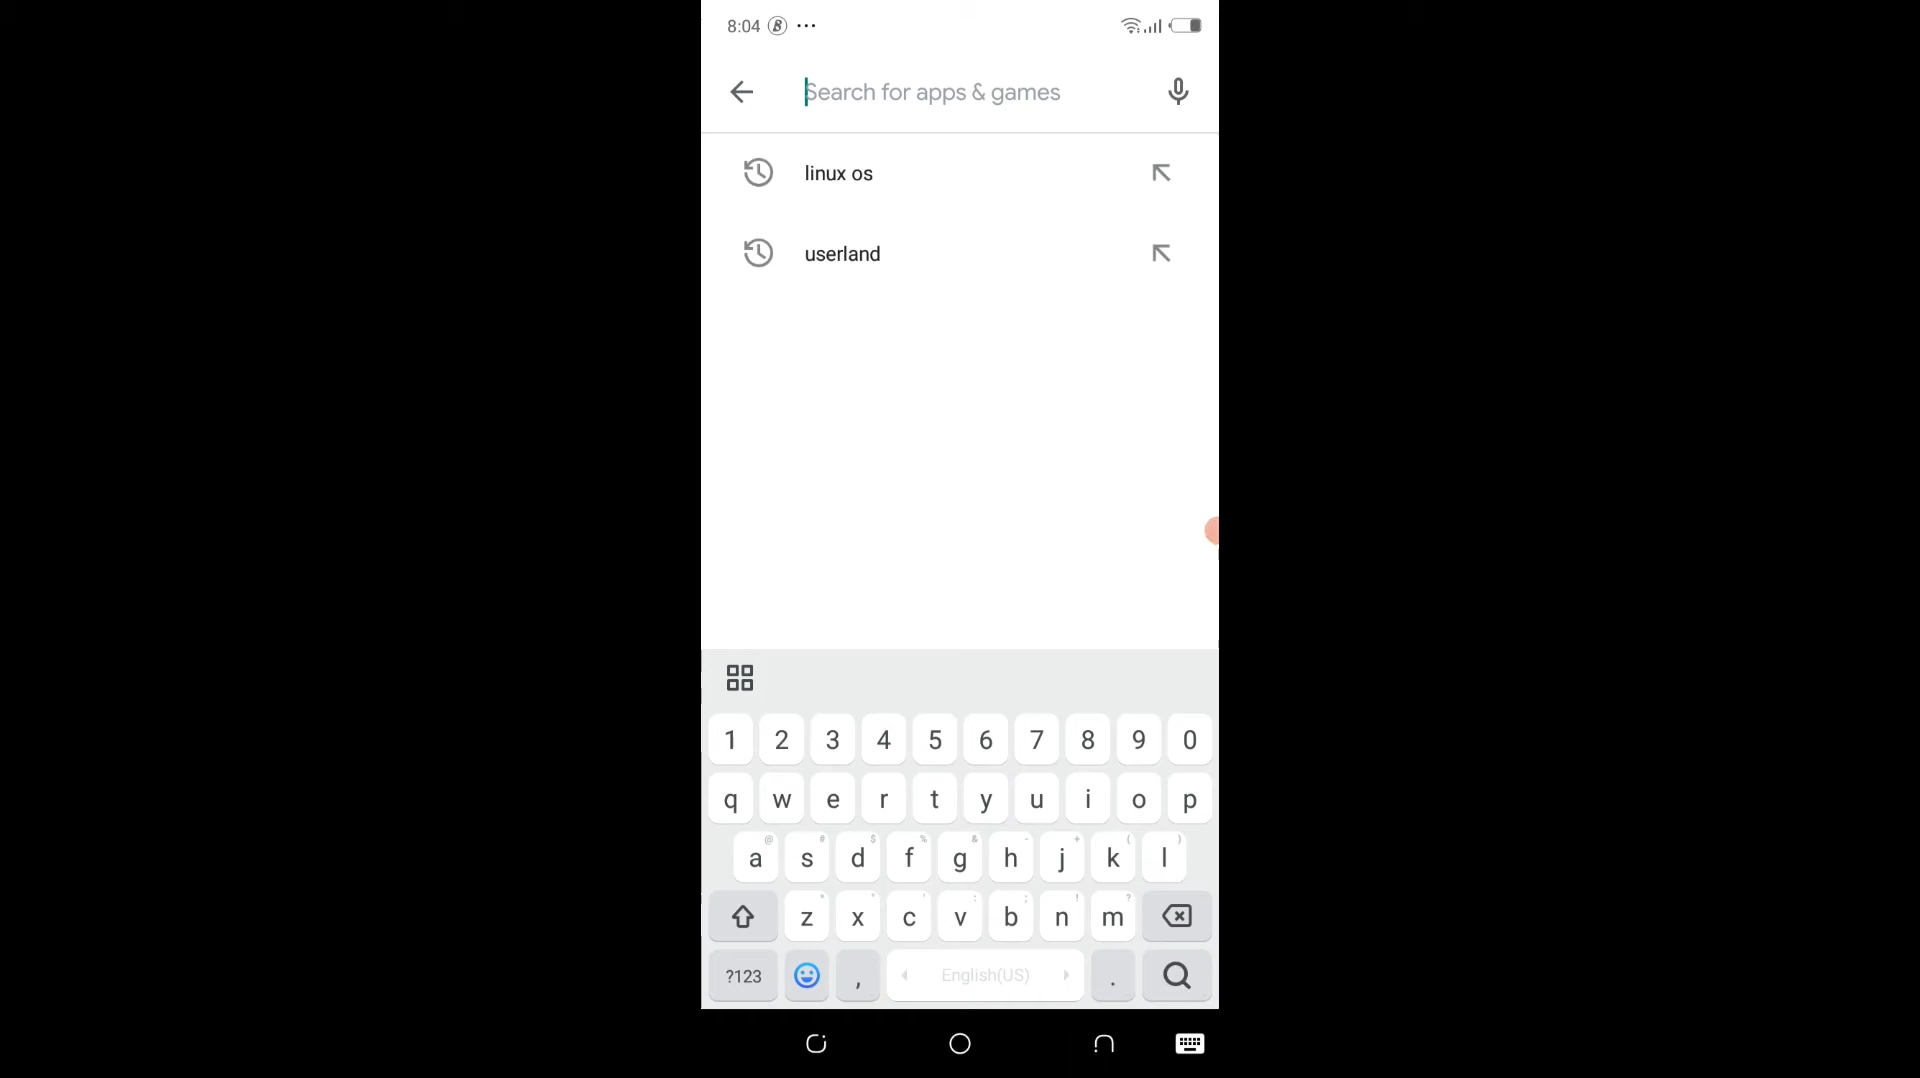 8:04
Search for apps & games
linux os
userland
1 2 3 4 5 6 7 8 9 0
q w e r t y u i o p
@ # $ % & - + ( )
a s d f g h j k l
* " ' : ; ! ?
z x c v b n m
?123 , English(US) .